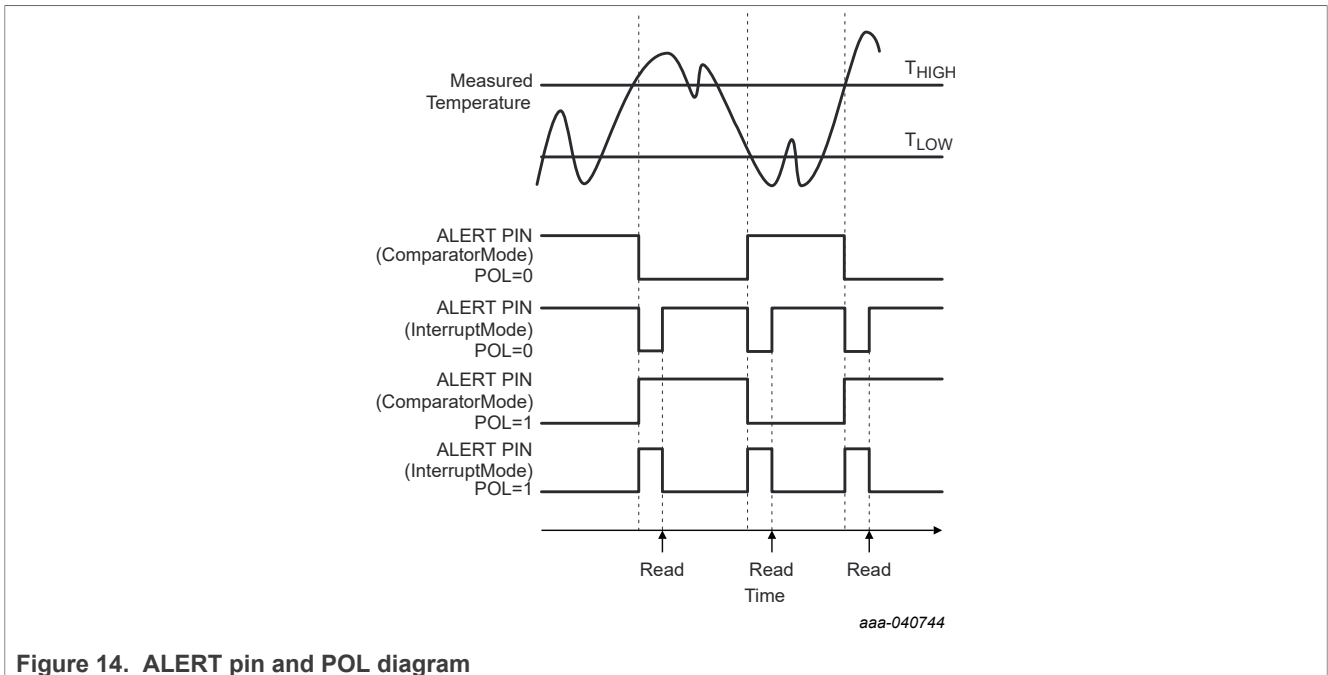 Measured
Temperature
THIGH
TLOW
ALERT PIN
(ComparatorMode)
POL=0
ALERT PIN
(InterruptMode)
POL=0
ALERT PIN
(ComparatorMode)
POL=1
ALERT PIN
(InterruptMode)
POL=1
Read Read Read
Time
aaa-040744
Figure 14. ALERT pin and POL diagram